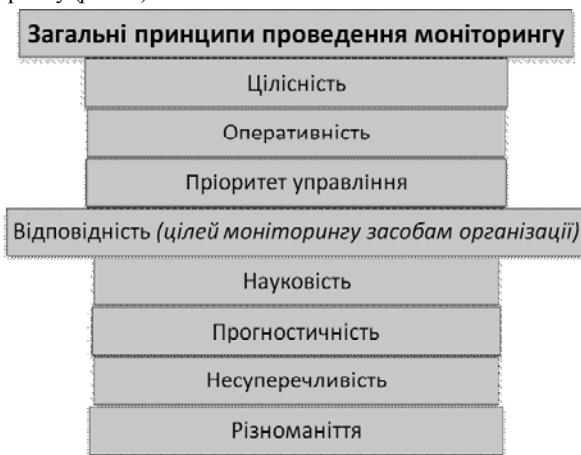 Загальні принципи проведення моніторингу
Цілісність
Оперативність
Пріоритет управління
Відповідність (цілей моніторингу засобам організації)
Науковість
Прогностичність
Несуперечливість
Різноманіття